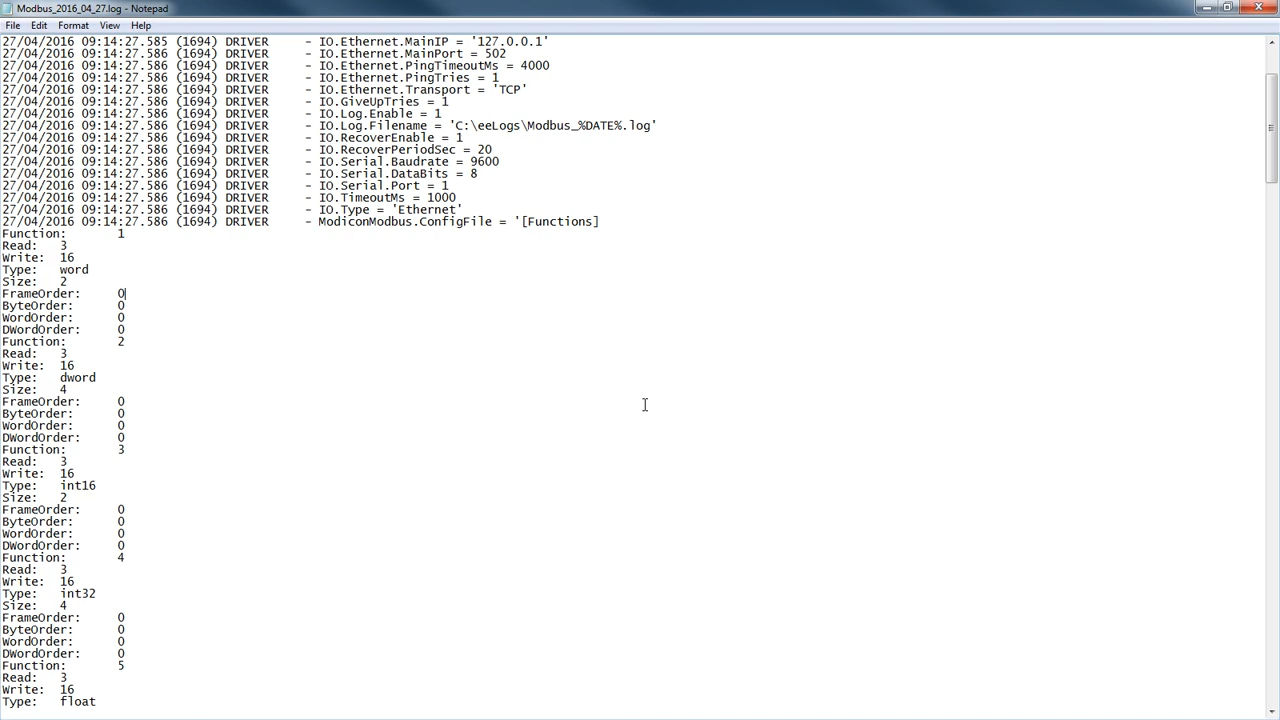 Modbus_2016_04_27.log - Notepad
File Edit Format View Help
27/04/2016 09:14:27.585 (1694) DRIVER - IO.Ethernet.MainIP = '127.0.0.1'
27/04/2016 09:14:27.586 (1694) DRIVER - IO.Ethernet.MainPort = 502
27/04/2016 09:14:27.586 (1694) DRIVER - IO.Ethernet.PingTimeoutMs = 4000
27/04/2016 09:14:27.586 (1694) DRIVER - IO.Ethernet.PingTries = 1
27/04/2016 09:14:27.586 (1694) DRIVER - IO.Ethernet.Transport = 'TCP'
27/04/2016 09:14:27.586 (1694) DRIVER - IO.GiveUpTries = 1
27/04/2016 09:14:27.586 (1694) DRIVER - IO.Log.Enable = 1
27/04/2016 09:14:27.586 (1694) DRIVER - IO.Log.Filename = 'C:\eeLogs\Modbus_%DATE%.log'
27/04/2016 09:14:27.586 (1694) DRIVER - IO.RecoverEnable = 1
27/04/2016 09:14:27.586 (1694) DRIVER - IO.RecoverPeriodSec = 20
27/04/2016 09:14:27.586 (1694) DRIVER - IO.Serial.Baudrate = 9600
27/04/2016 09:14:27.586 (1694) DRIVER - IO.Serial.DataBits = 8
27/04/2016 09:14:27.586 (1694) DRIVER - IO.Serial.Port = 1
27/04/2016 09:14:27.586 (1694) DRIVER - IO.TimeoutMs = 1000
27/04/2016 09:14:27.586 (1694) DRIVER - IO.Type = 'Ethernet'
27/04/2016 09:14:27.586 (1694) DRIVER - ModiconModbus.ConfigFile = '[Functions]
Function: 1
Read: 3
Write: 16
Type: word
Size: 2
FrameOrder: 0
ByteOrder: 0
WordOrder: 0
DWordOrder: 0
Function: 2
Read: 3
Write: 16
Type: dword
Size: 4
FrameOrder: 0
ByteOrder: 0
WordOrder: 0
DWordOrder: 0
Function: 3
Read: 3
Write: 16
Type: int16
Size: 2
FrameOrder: 0
ByteOrder: 0
WordOrder: 0
DWordOrder: 0
Function: 4
Read: 3
Write: 16
Type: int32
Size: 4
FrameOrder: 0
ByteOrder: 0
WordOrder: 0
DWordOrder: 0
Function: 5
Read: 3
Write: 16
Type: float